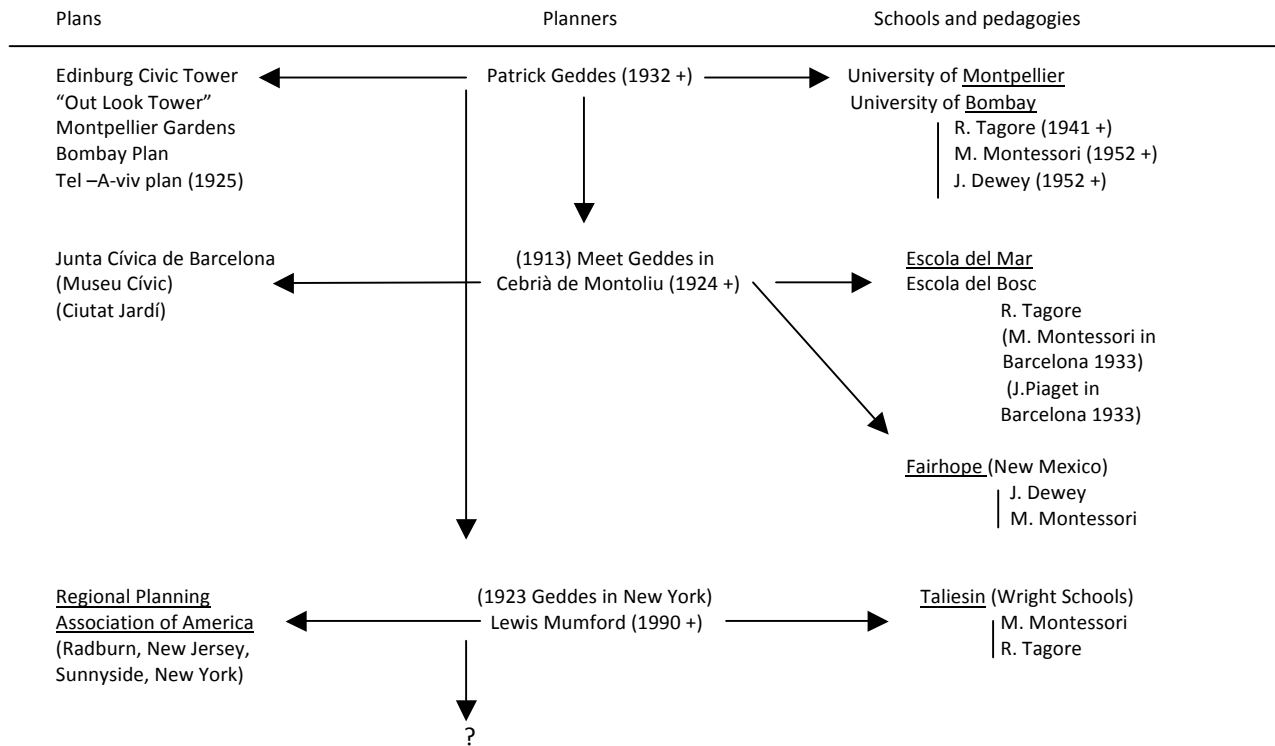 Plans
Planners
Schools and pedagogies
Edinburg Civic Tower
“Out Look Tower”
Montpellier Gardens
Bombay Plan
Tel –A-viv plan (1925)
Patrick Geddes (1932 +)
University of Montpellier
University of Bombay
R. Tagore (1941 +)
M. Montessori (1952 +)
J. Dewey (1952 +)
Junta Cívica de Barcelona
(Museu Cívic)
(Ciutat Jardí)
(1913) Meet Geddes in
Cebrià de Montoliu (1924 +)
Escola del Mar
Escola del Bosc
R. Tagore
(M. Montessori in
Barcelona 1933)
(J.Piaget in
Barcelona 1933)
Fairhope (New Mexico)
J. Dewey
M. Montessori
Regional Planning
Association of America
(Radburn, New Jersey,
Sunnyside, New York)
(1923 Geddes in New York)
Lewis Mumford (1990 +)
Taliesin (Wright Schools)
M. Montessori
R. Tagore
?